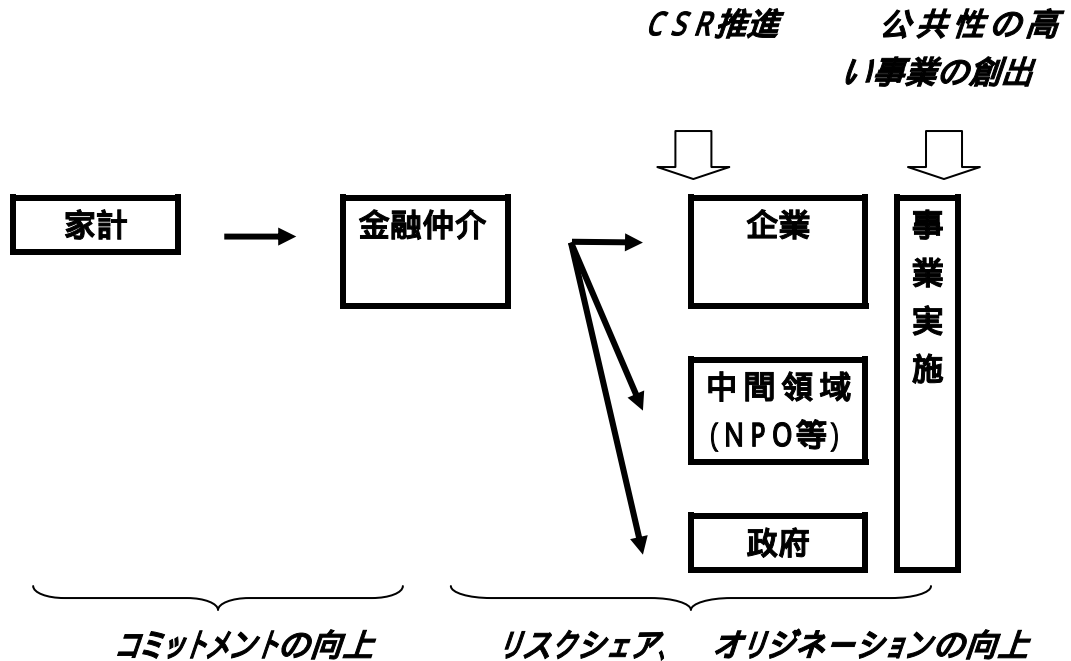 CSR推進
公共性の高
い事業の創出
家計
金融仲介
企業
事業実施
中間領域
(NPO等)
政府
コミットメントの向上
リスクシェア、 オリジネーションの向上